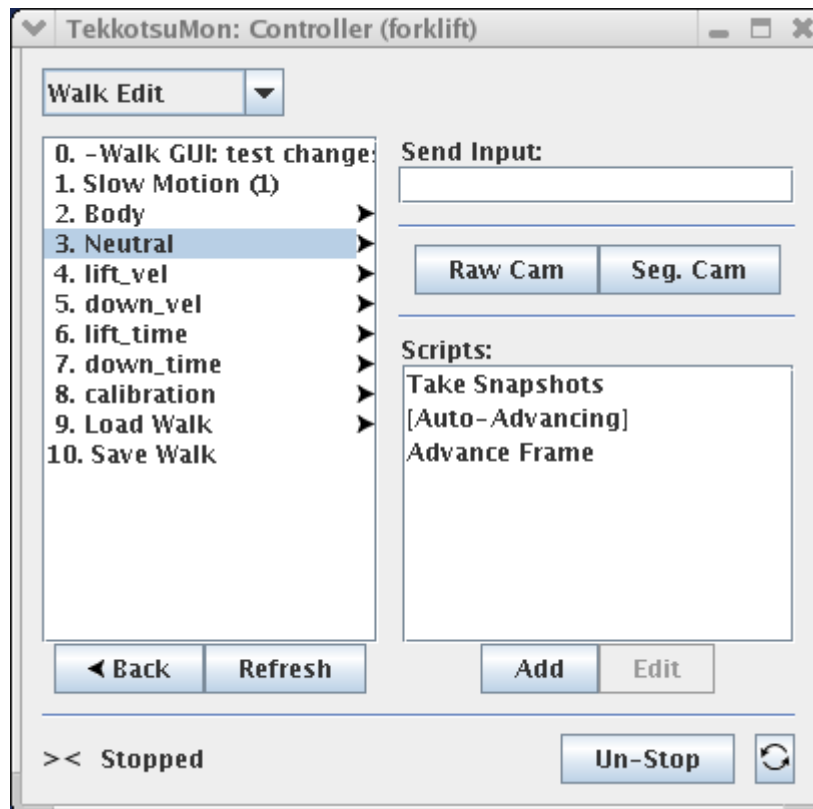 TekkotsuMon: Controller (forklift)
Walk Edit
0. -Walk GUI: test changes
1. Slow Motion (1)
2. Body
3. Neutral
4. lift_vel
5. down_vel
6. lift_time
7. down_time
8. calibration
9. Load Walk
10. Save Walk
Back
Refresh
Send Input:
Raw Cam
Seg. Cam
Scripts:
Take Snapshots
[Auto-Advancing]
Advance Frame
Add
Edit
>< Stopped
Un-Stop